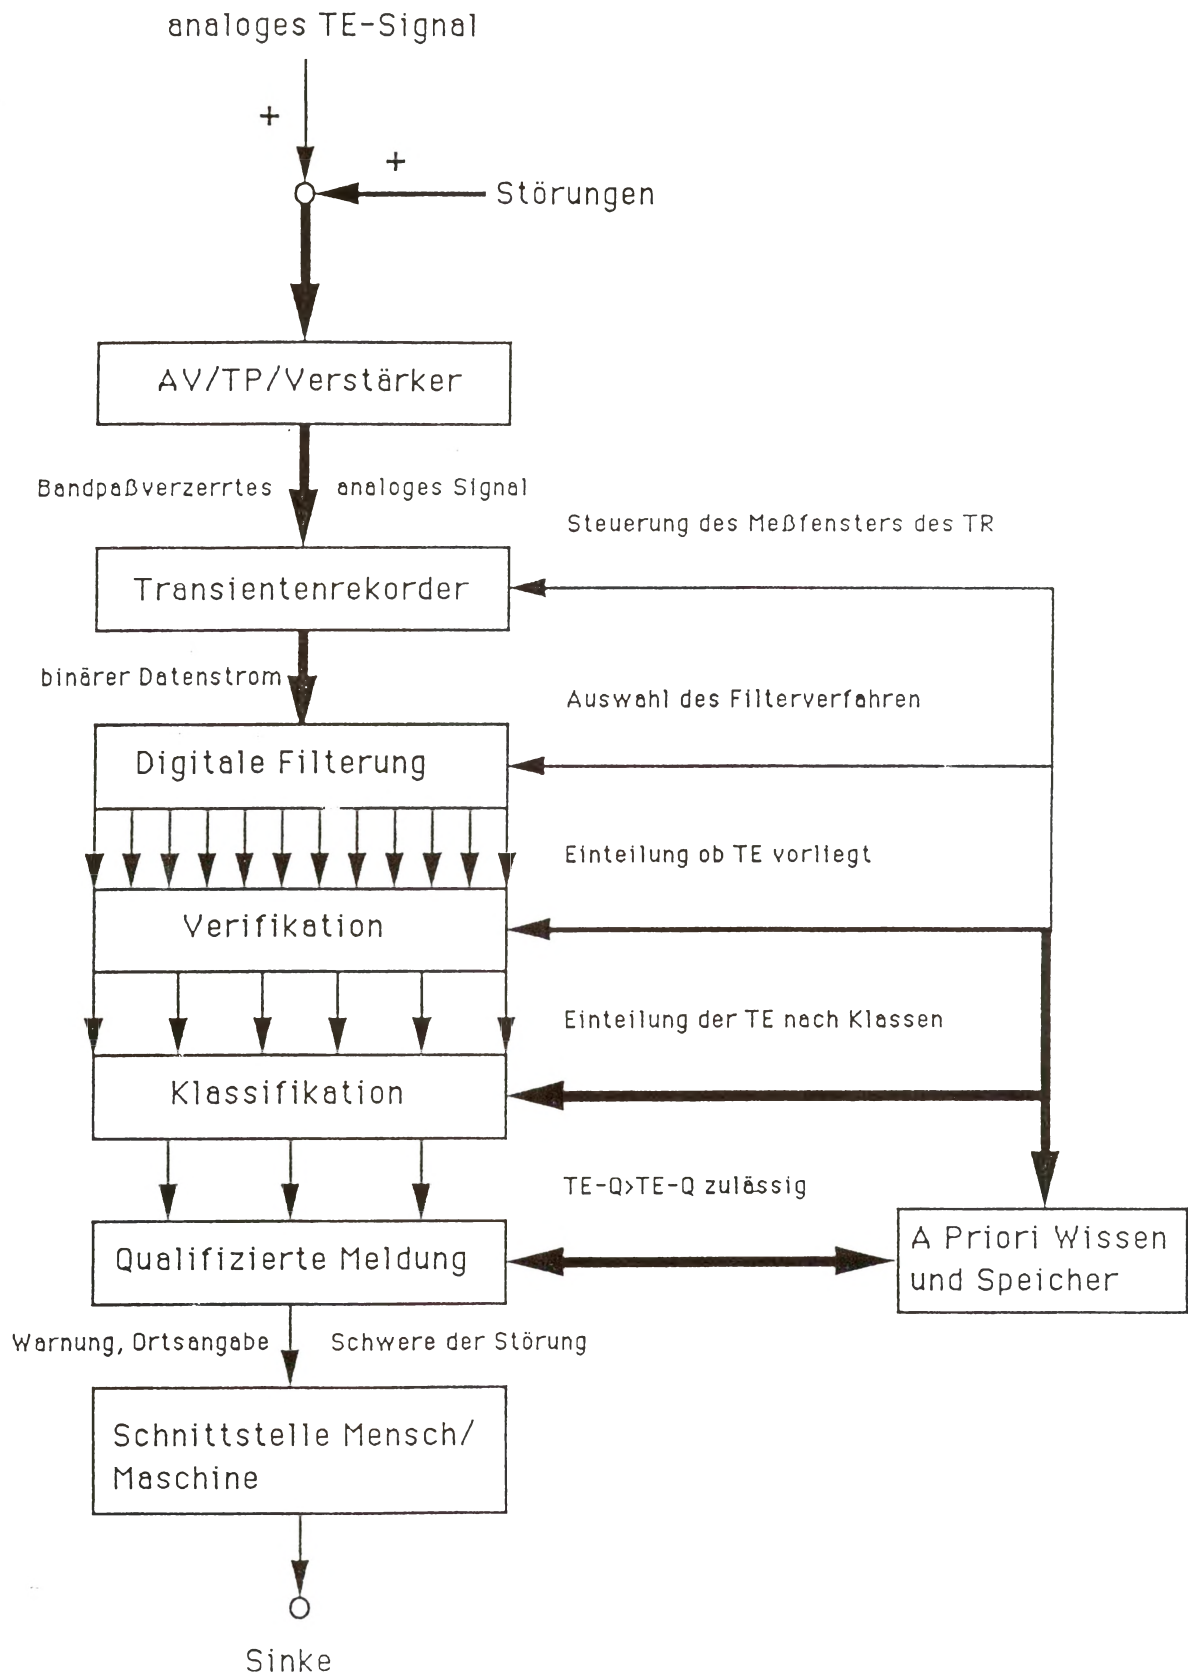 analoges TE-Signal
+
+
Störungen
AV/TP/Verstärker
Bandpaßverzerrtes analoges Signal
Steuerung des Meßfensters des TR
Transientenrekorder
binärer Datenstrom
Auswahl des Filterverfahren
Digitale Filterung
Einteilung ob TE vorliegt
Verifikation
Einteilung der TE nach Klassen
Klassifikation
TE-Q>TE-Q zulässig
A Priori Wissen
und Speicher
Qualifizierte Meldung
Warnung, Ortsangabe Schwere der Störung
Schnittstelle Mensch/
Maschine
Sinke